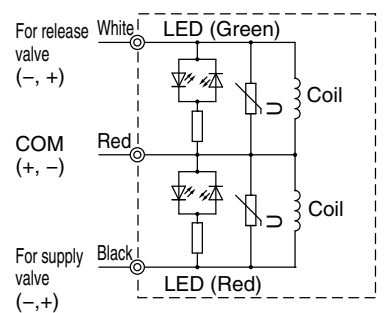 For release valve (−, +)
White
LED (Green)
U
Coil
COM (+, −)
Red
U
Coil
For supply valve (−,+)
Black
LED (Red)